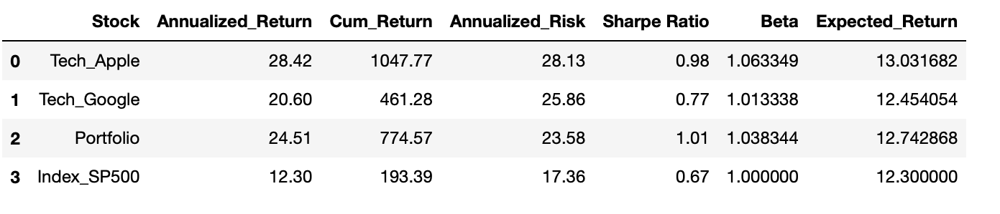 Stock Annualized_Return Cum_Return Annualized_Risk Sharpe Ratio Beta Expected_Return
0 Tech_Apple 28.42 1047.77 28.13 0.98 1.063349 13.031682
1 Tech_Google 20.60 461.28 25.86 0.77 1.013338 12.454054
2 Portfolio 24.51 774.57 23.58 1.01 1.038344 12.742868
3 Index_SP500 12.30 193.39 17.36 0.67 1.000000 12.300000